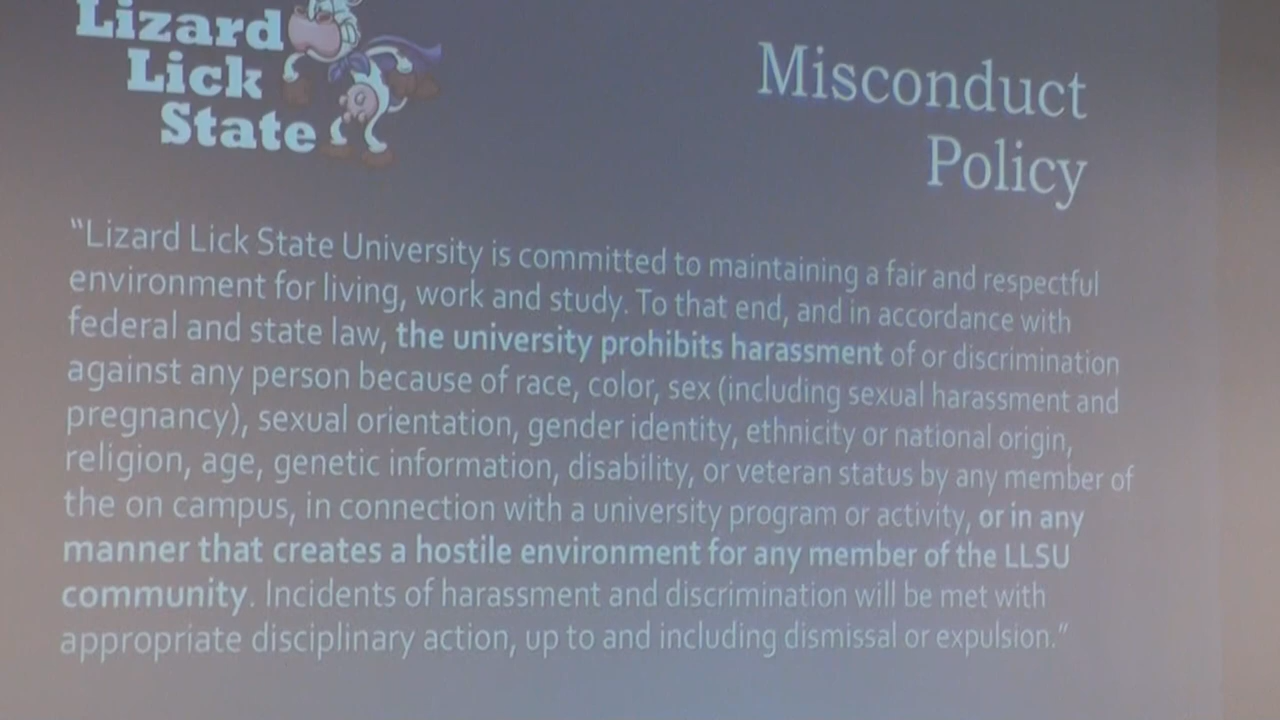 Lizard
Lick
State
Misconduct
Policy
“Lizard Lick State University is committed to maintaining a fair and respectful
environment for living, work and study. To that end, and in accordance with
federal and state law, the university prohibits harassment of or discrimination
against any person because of race, color, sex (including sexual harassment and
pregnancy), sexual orientation, gender identity, ethnicity or national origin,
religion, age, genetic information, disability, or veteran status by any member of
the on campus, in connection with a university program or activity, or in any
manner that creates a hostile environment for any member of the LLSU
community. Incidents of harassment and discrimination will be met with
appropriate disciplinary action, up to and including dismissal or expulsion.”